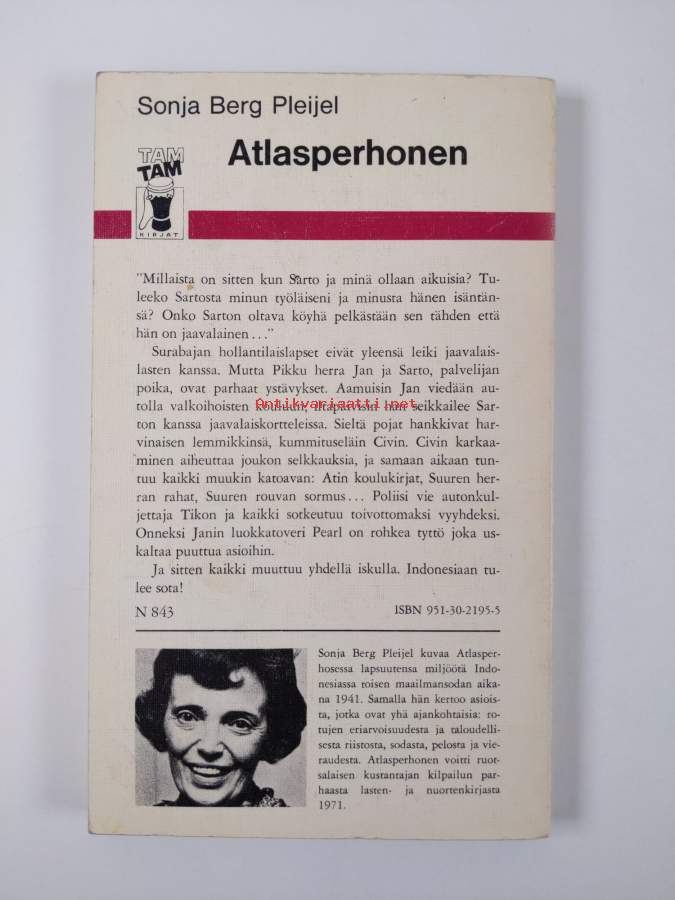 Sonja Berg Pleijel
Atlasperhonen
TAM
TAM
KIRJAT
"Millaista on sitten kun Sarto ja minä ollaan aikuisia? Tu-
leeko Sartosta minun työläiseni ja minusta hänen isäntän-
sä? Onko Sarton oltava köyhä pelkästään sen tähden että
hän on jaavalainen . . ."
Surabajan hollantilaislapset eivät yleensä leiki jaavalais-
lasten kanssa. Mutta Pikku herra Jan ja Sarto, palvelijan
poika, ovat parhaat ystävykset. Aamuisin Jan viedään au-
tolla valkoihoisten kouluun, iltapäivisin hän seikkailee Sar-
Antikvariaatti.net
ton kanssa jaavalaiskortteleissa. Sieltä pojat hankkivat har-
vinaisen lemmikkinsä, kummituseläin Civin. Civin karkaa-
minen aiheuttaa joukon selkkauksia, ja samaan aikaan tun-
tuu kaikki muukin katoavan: Atin koulukirjat, Suuren her-
ran rahat, Suuren rouvan sormus . . . Poliisi vie autonkul-
jettaja Tikon ja kaikki sotkeutuu toivottomaksi vyyhdeksi.
Onneksi Janin luokkatoveri Pearl on rohkea tyttö joka us-
kaltaa puuttua asioihin.
Ja sitten kaikki muuttuu yhdellä iskulla. Indonesiaan tu-
lee sota!
N 843 ISBN 951-30-2195-5
Sonja Berg Pleijel kuvaa Atlasper-
hosessa lapsuutensa miljöötä Indo-
nesiassa toisen maailmansodan aika-
na 1941. Samalla hän kertoo asiois-
ta, jotka ovat yhä ajankohtaisia: ro-
tujen eriarvoisuudesta ja taloudelli-
sesta riistosta, sodasta, pelosta ja vie-
raudesta. Atlasperhonen voitti ruot-
salaisen kustantajan kilpailun par-
haasta lasten- ja nuortenkirjasta
1971.